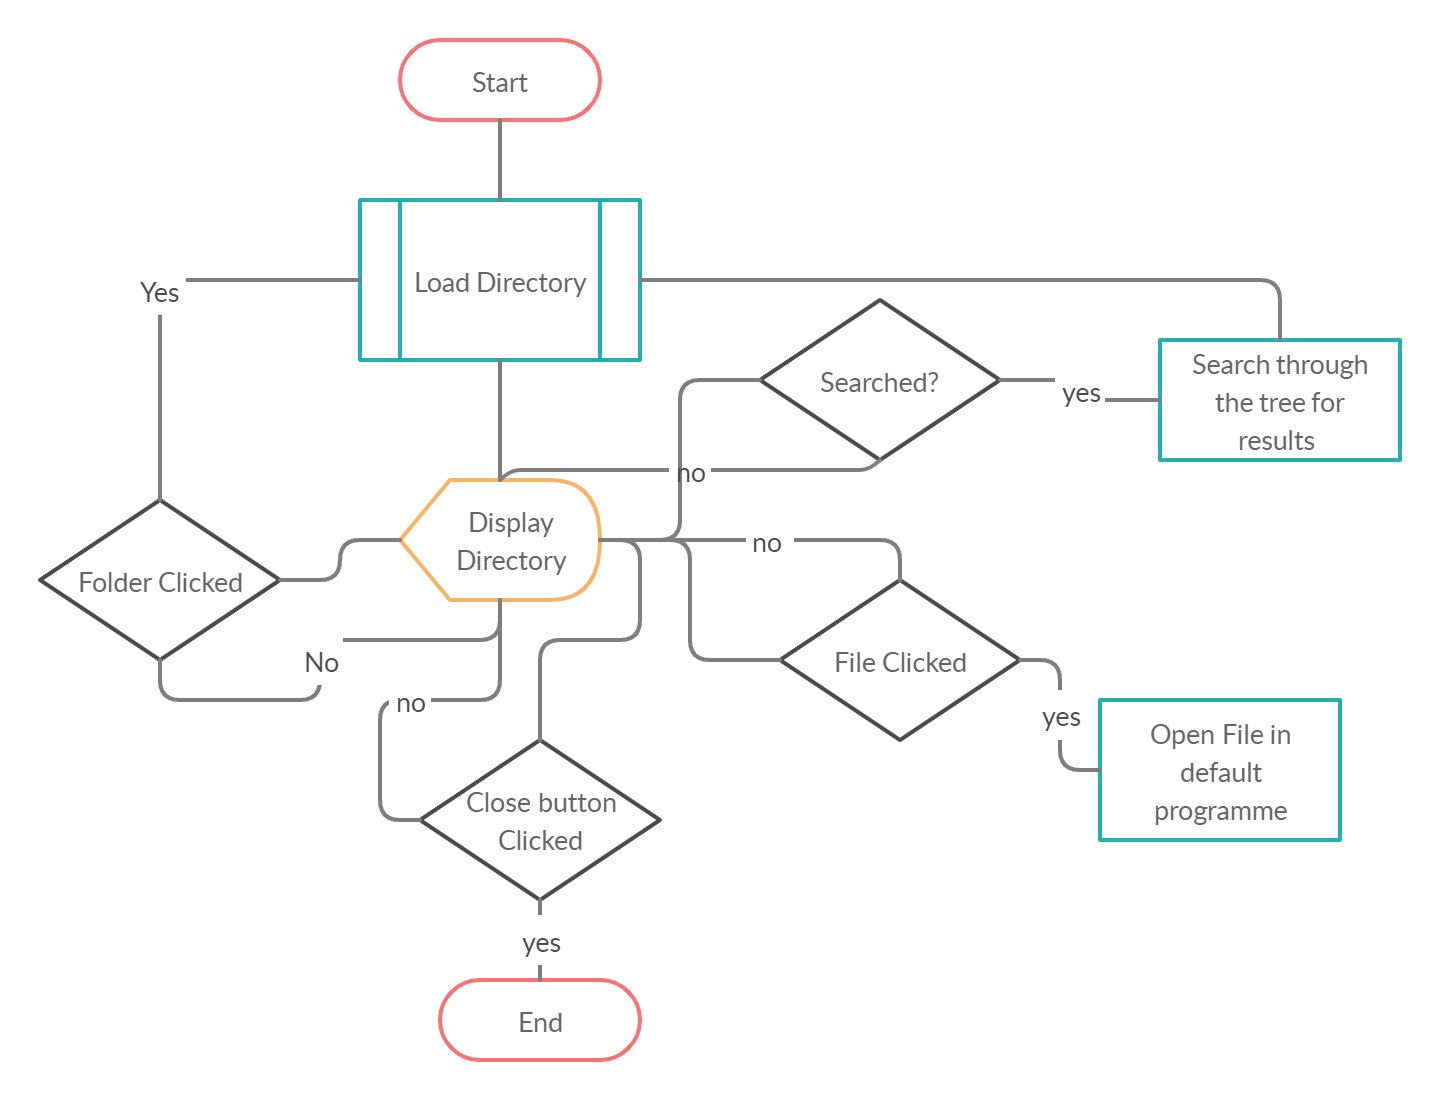 Start
Load Directory
Yes
Searched?
yes
Search through
the tree for
results
no
Display
Directory
no
Folder Clicked
File Clicked
No
no
yes
Open File in
default
programme
Close button
Clicked
yes
End